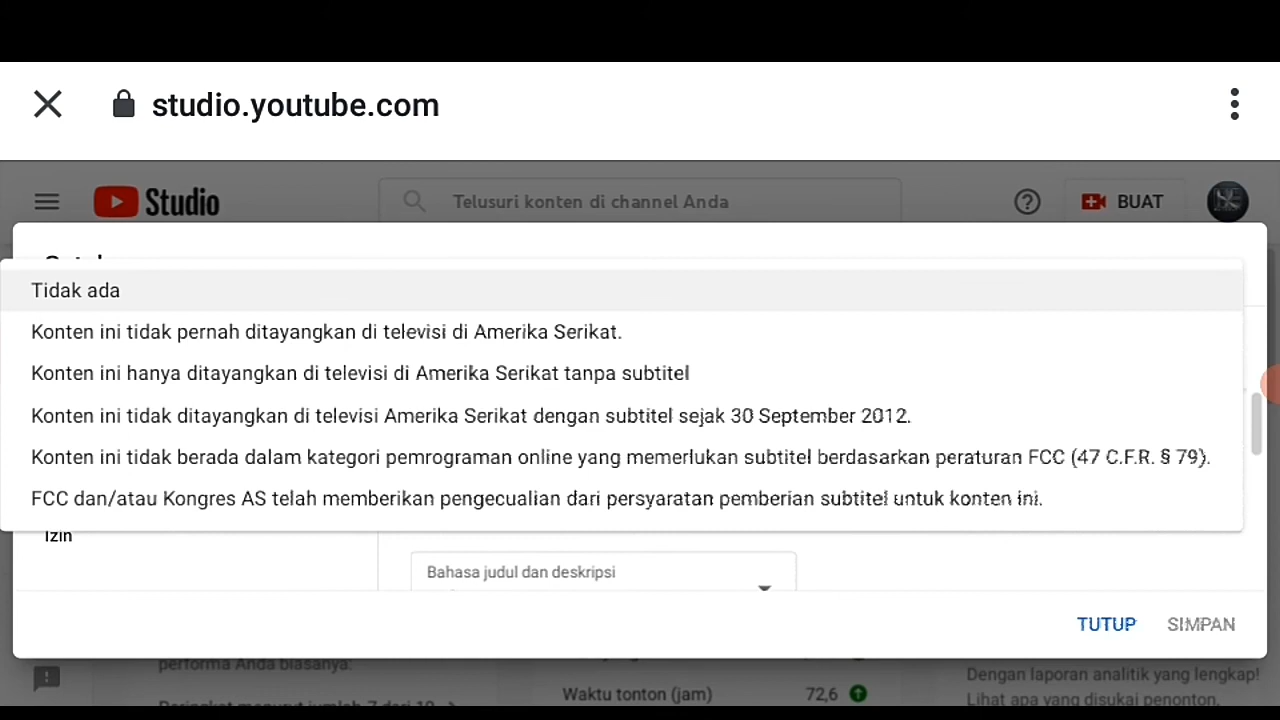 studio.youtube.com
Studio
Telusuri konten di channel Anda
BUAT
Tidak ada
Konten ini tidak pernah ditayangkan di televisi di Amerika Serikat.
Konten ini hanya ditayangkan di televisi di Amerika Serikat tanpa subtitel
Konten ini tidak ditayangkan di televisi Amerika Serikat dengan subtitel sejak 30 September 2012.
Konten ini tidak berada dalam kategori pemrograman online yang memerlukan subtitel berdasarkan peraturan FCC (47 C.F.R. § 79).
FCC dan/atau Kongres AS telah memberikan pengecualian dari persyaratan pemberian subtitel untuk konten ini.
Izin
Bahasa judul dan deskripsi
TUTUP
SIMPAN
performa Anda biasanya:
Waktu tonton (jam)
72,6
Dengan laporan analitik yang lengkap!
Lihat apa yang disukai penonton,